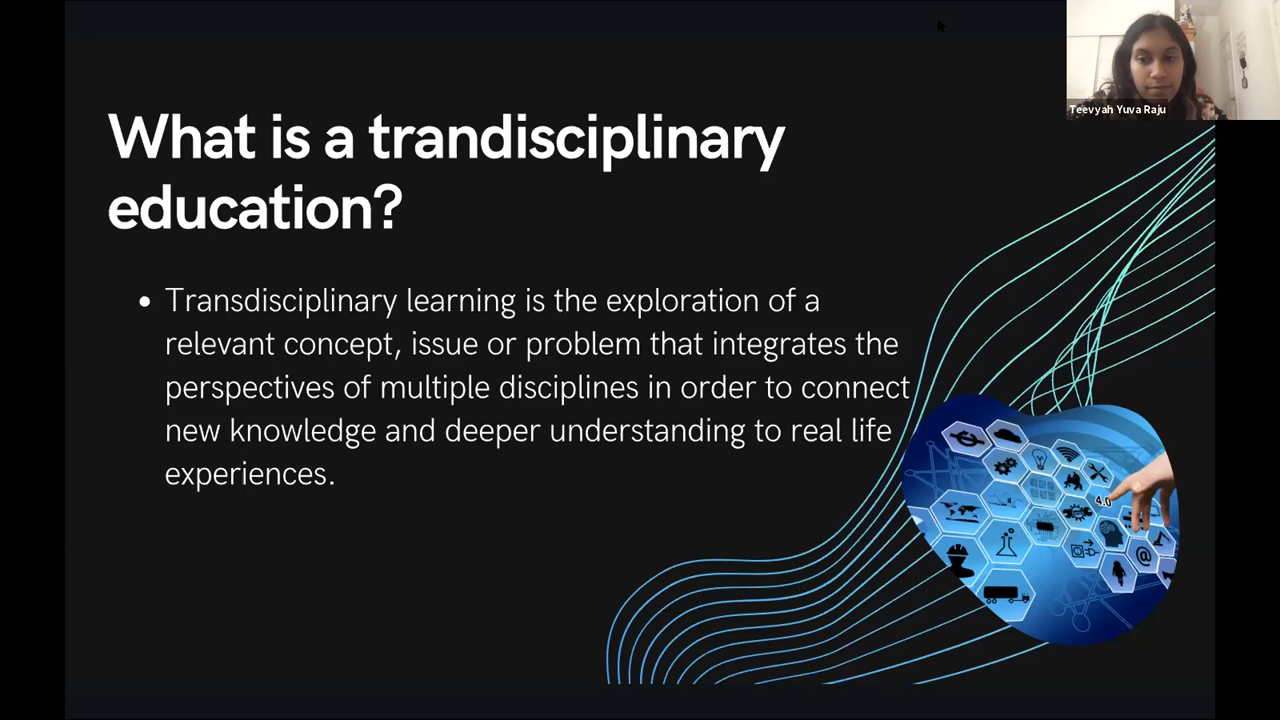 Teevyah Yuva Raju
What is a trandisciplinary
education?
• Transdisciplinary learning is the exploration of a
relevant concept, issue or problem that integrates the
perspectives of multiple disciplines in order to connect
new knowledge and deeper understanding to real life
experiences.
4.0
@